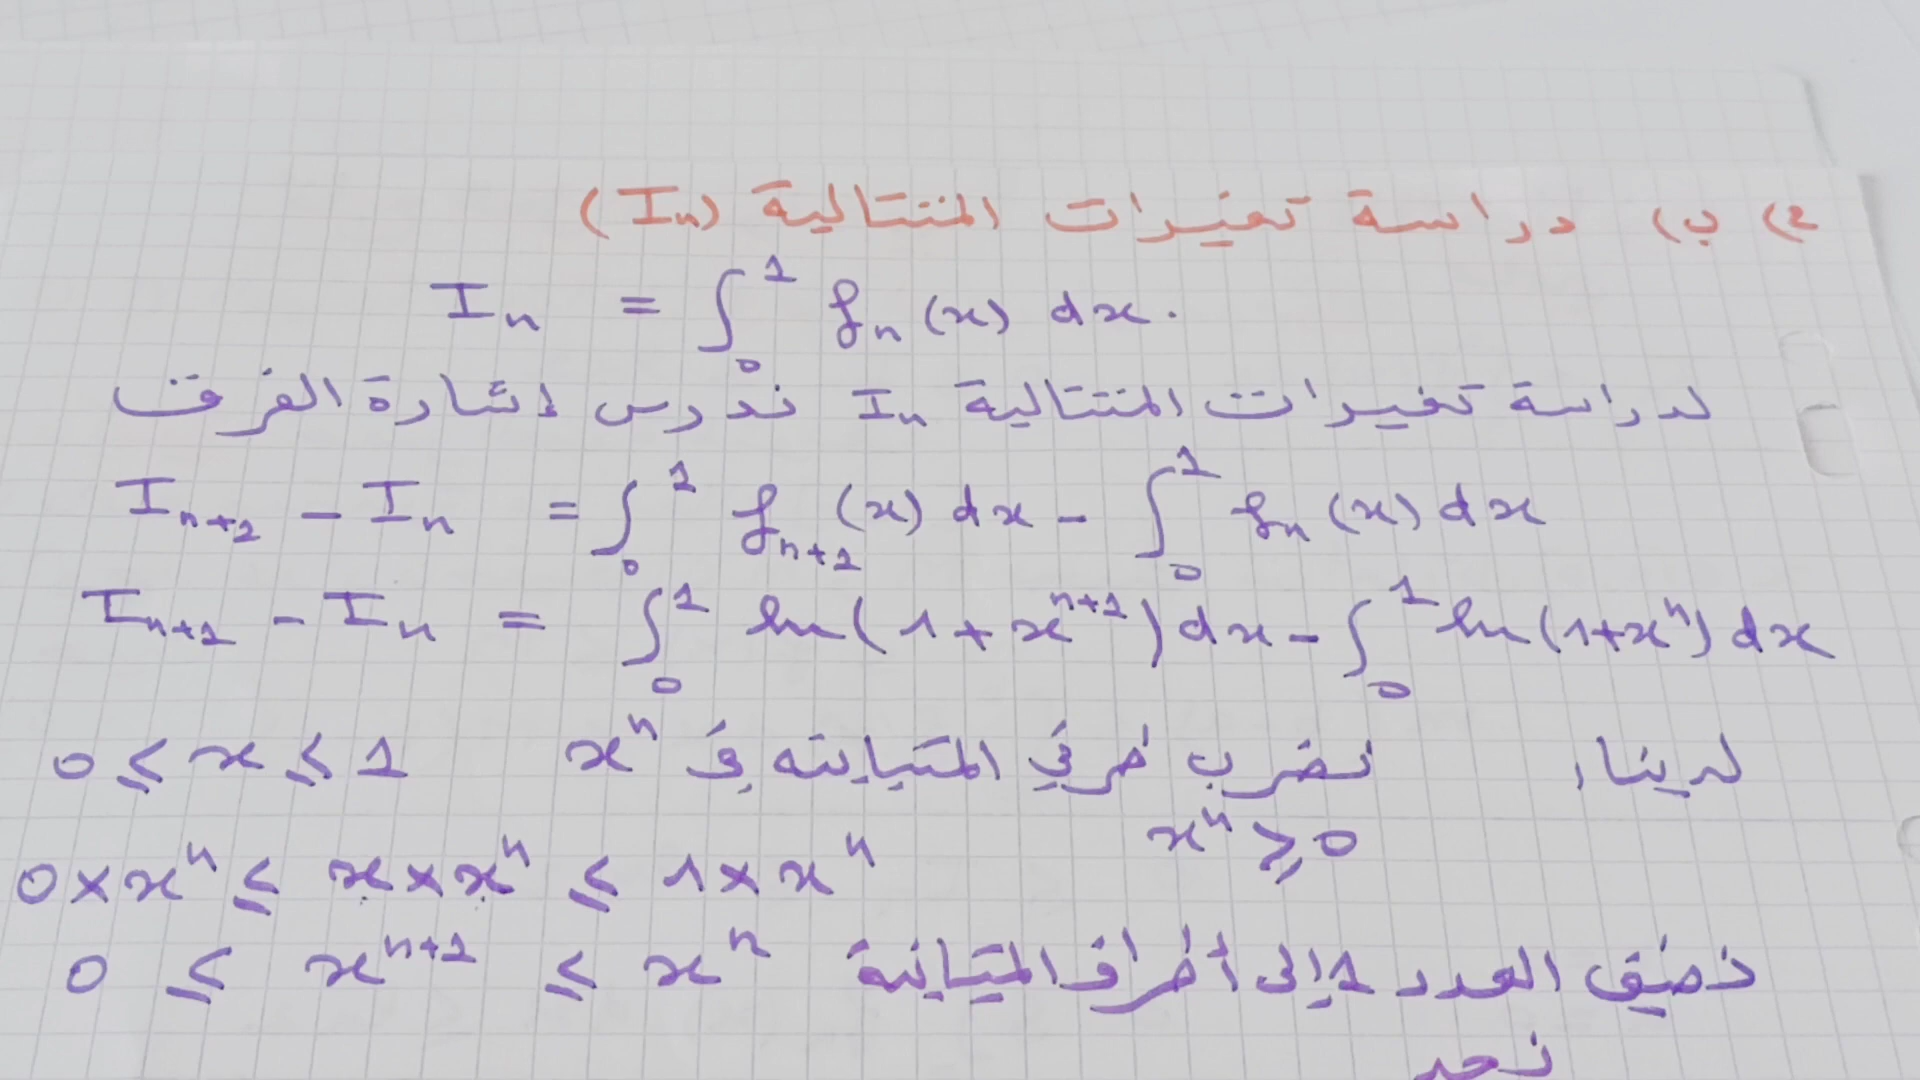 2) ب) دراسة تغيرات المتتالية (In)
In = ∫₀¹ fn (x) dx.
لدراسة تغيرات المتتالية In ندرس إشارة الفرق
In+1 − In = ∫₀¹ fn+1 (x) dx − ∫₀¹ fn (x) dx
In+1 − In = ∫₀¹ ln(1 + x^{n+1}) dx − ∫₀¹ ln(1+x^n) dx
لدينا، 0 ≤ x ≤ 1 نضرب طرفي المتباينة في x^n
x^n ≥ 0
0 × x^n ≤ x × x^n ≤ 1 × x^n
0 ≤ x^{n+1} ≤ x^n نضيف العدد 1 إلى أطراف المتباينة
نجد